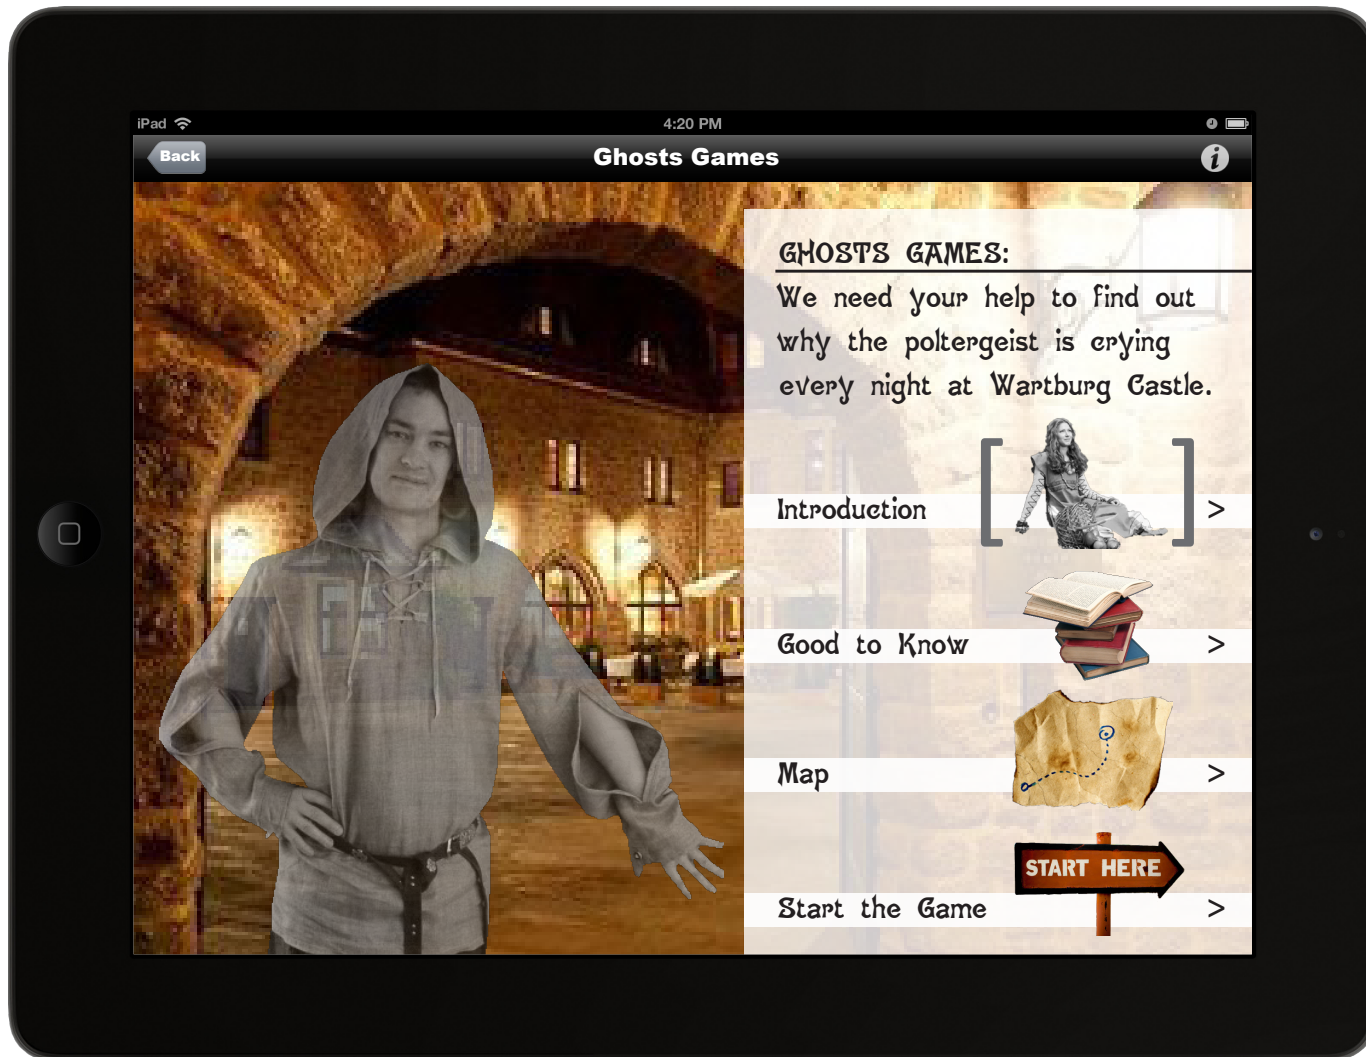 iPad 4:20 PM
Back Ghosts Games i
GHOSTS GAMES:
We need your help to find out
why the poltergeist is crying
every night at Wartburg Castle.
Introduction >
Good to Know >
Map >
START HERE
Start the Game >